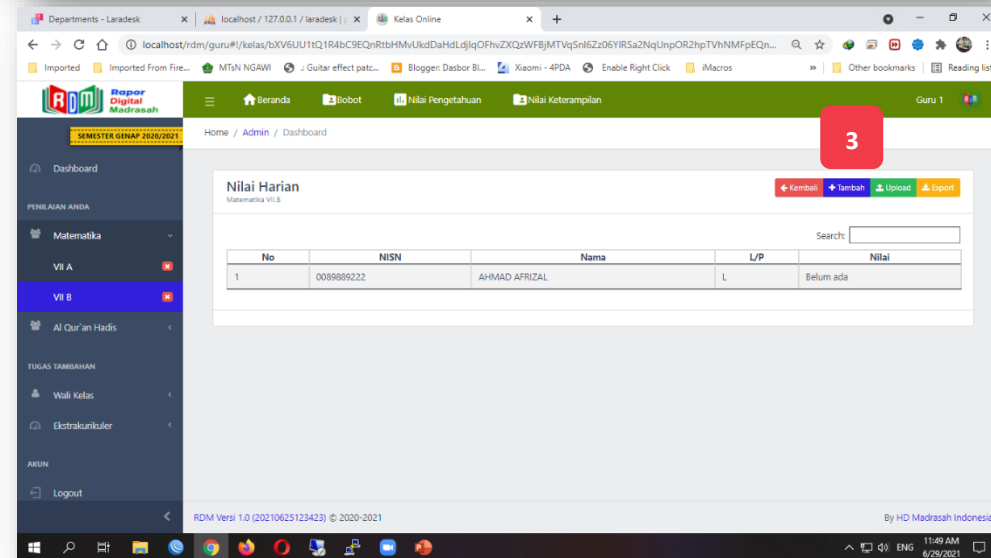 Departments - Laradesk
localhost / 127.0.0.1 / laradesk |
Kelas Online
localhost/rdm/guru#!/kelas/bXV6UU1tQ1R4bC9EQnRtbHMvUkdDaHdLdjlqOFhvZXQzWFBjMTVqSnI6Zz06YlRSa2NqUnpOR2hpTVhNMFpEQn...
Imported
Imported From Fire...
MTsN NGAWI
.: Guitar effect patc...
Blogger: Dasbor Bl...
Xiaomi - 4PDA
Enable Right Click
iMacros
»
Other bookmarks
Reading list
RDM
Rapor
Digital
Madrasah
Beranda
Bobot
Nilai Pengetahuan
Nilai Keterampilan
Guru 1
SEMESTER GENAP 2020/2021
Home / Admin / Dashboard
3
Dashboard
PENILAIAN ANDA
Matematika
VII A
VII B
Al Qur`an Hadis
TUGAS TAMBAHAN
Wali Kelas
Ekstrakurikuler
AKUN
Logout
Nilai Harian
Matematika VII.B
Kembali
Tambah
Upload
Export
Search:
No NISN Nama L/P Nilai
1 0089889222 AHMAD AFRIZAL L Belum ada
RDM Versi 1.0 (20210625123423) © 2020-2021
By HD Madrasah Indonesia
ENG
11:49 AM
6/29/2021